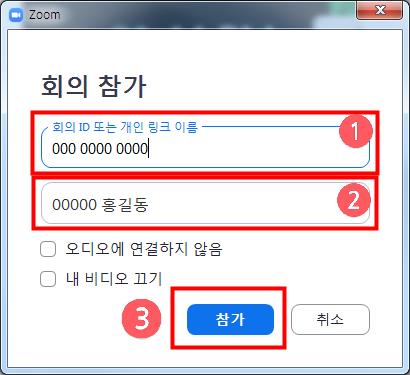 Zoom
회의 참가
회의 ID 또는 개인 링크 이름
000 0000 0000
1
00000 홍길동
2
오디오에 연결하지 않음
내 비디오 끄기
3
참가
취소